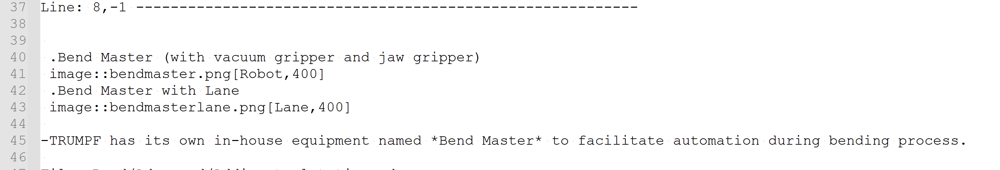 37 Line: 8,-1 ----------------------------------------------------------
38
39
40 .Bend Master (with vacuum gripper and jaw gripper)
41 image::bendmaster.png[Robot,400]
42 .Bend Master with Lane
43 image::bendmasterlane.png[Lane,400]
44
45 -TRUMPF has its own in-house equipment named *Bend Master* to facilitate automation during bending process.
46